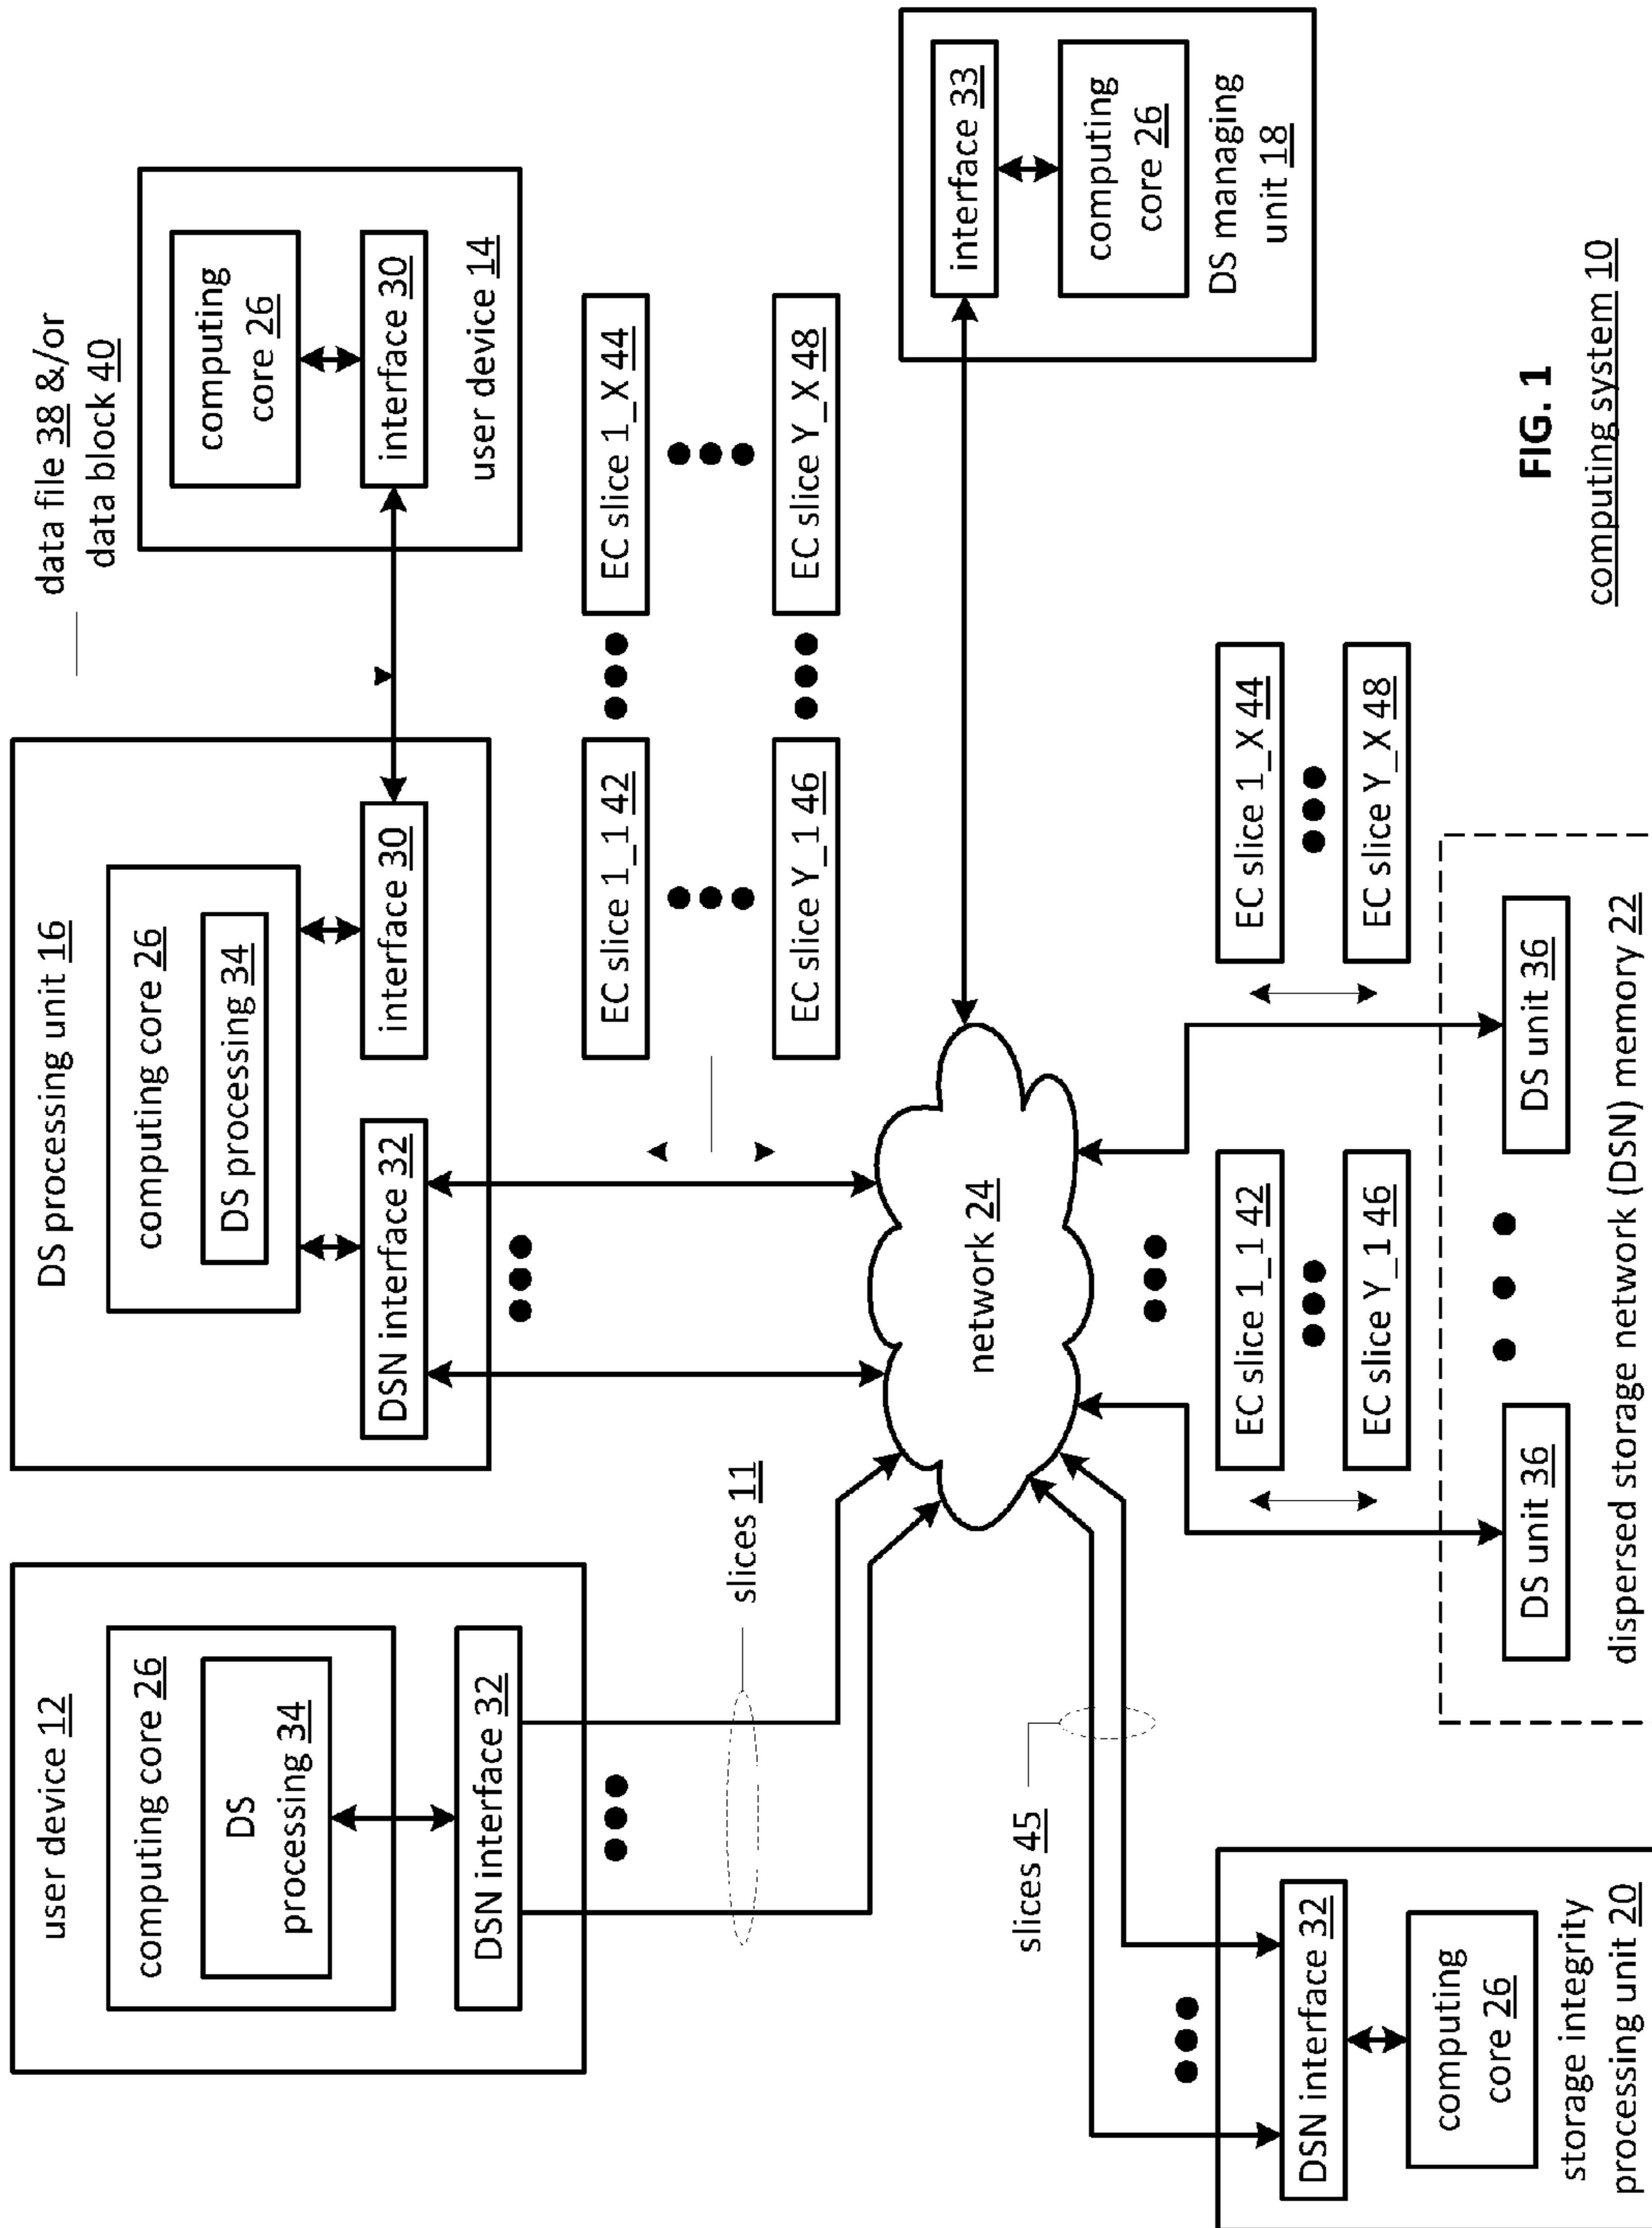 user device 12
computing core 26
DS
processing 34
DSN interface 32
slices 11
DS processing unit 16
computing core 26
DS processing 34
DSN interface 32
interface 30
data file 38 &/or
data block 40
computing
core 26
interface 30
user device 14
EC slice 1_1 42
EC slice 1_X 44
EC slice Y_1 46
EC slice Y_X 48
network 24
interface 33
computing
core 26
DS managing
unit 18
slices 45
DSN interface 32
computing
core 26
storage integrity
processing unit 20
EC slice 1_1 42
EC slice Y_1 46
EC slice 1_X 44
EC slice Y_X 48
DS unit 36
DS unit 36
dispersed storage network (DSN) memory 22
FIG. 1
computing system 10